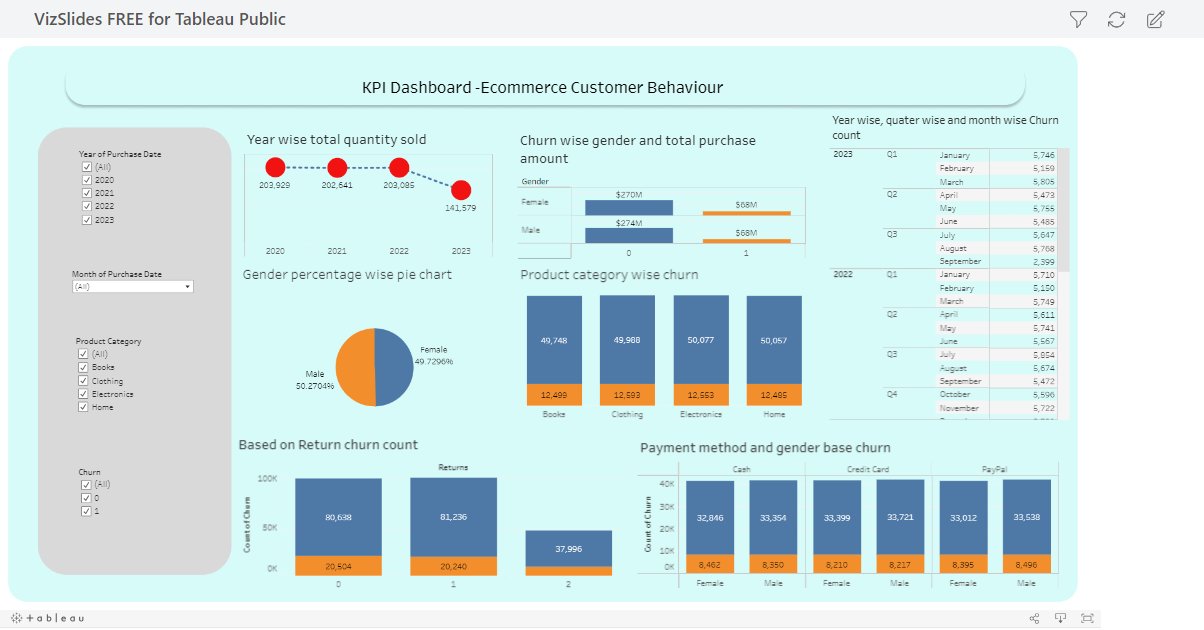 VizSlides FREE for Tableau Public
KPI Dashboard -Ecommerce Customer Behaviour
Year of Purchase Date
(All)
2020
2021
2022
2023
Month of Purchase Date
(All)
Product Category
(All)
Books
Clothing
Electronics
Home
Churn
(All)
0
1
Year wise total quantity sold
203,929
202,641
203,085
141,579
2020
2021
2022
2023
Churn wise gender and total purchase
amount
Gender
Female
$270M
$68M
Male
$274M
$68M
0
1
Year wise, quater wise and month wise Churn
count
2023 Q1 January 5,746
February 5,159
March 5,805
Q2 April 5,473
May 5,755
June 5,485
Q3 July 5,647
August 5,768
September 2,399
2022 Q1 January 5,710
February 5,150
March 5,749
Q2 April 5,611
May 5,741
June 5,567
Q3 July 5,854
August 5,674
September 5,472
Q4 October 5,596
November 5,722
Gender percentage wise pie chart
Female
49.7296%
Male
50.2704%
Product category wise churn
49,748
49,988
50,077
50,057
12,499
12,593
12,553
12,485
Books
Clothing
Electronics
Home
Based on Return churn count
Returns
Count of Churn
100K
50K
0K
80,638
81,236
37,996
20,504
20,240
0
1
2
Payment method and gender base churn
Cash
Credit Card
PayPal
Count of Churn
40K
30K
20K
10K
0K
32,846
33,354
33,399
33,721
33,012
33,538
8,462
8,350
8,210
8,217
8,395
8,496
Female
Male
Female
Male
Female
Male
+ a b l e a u